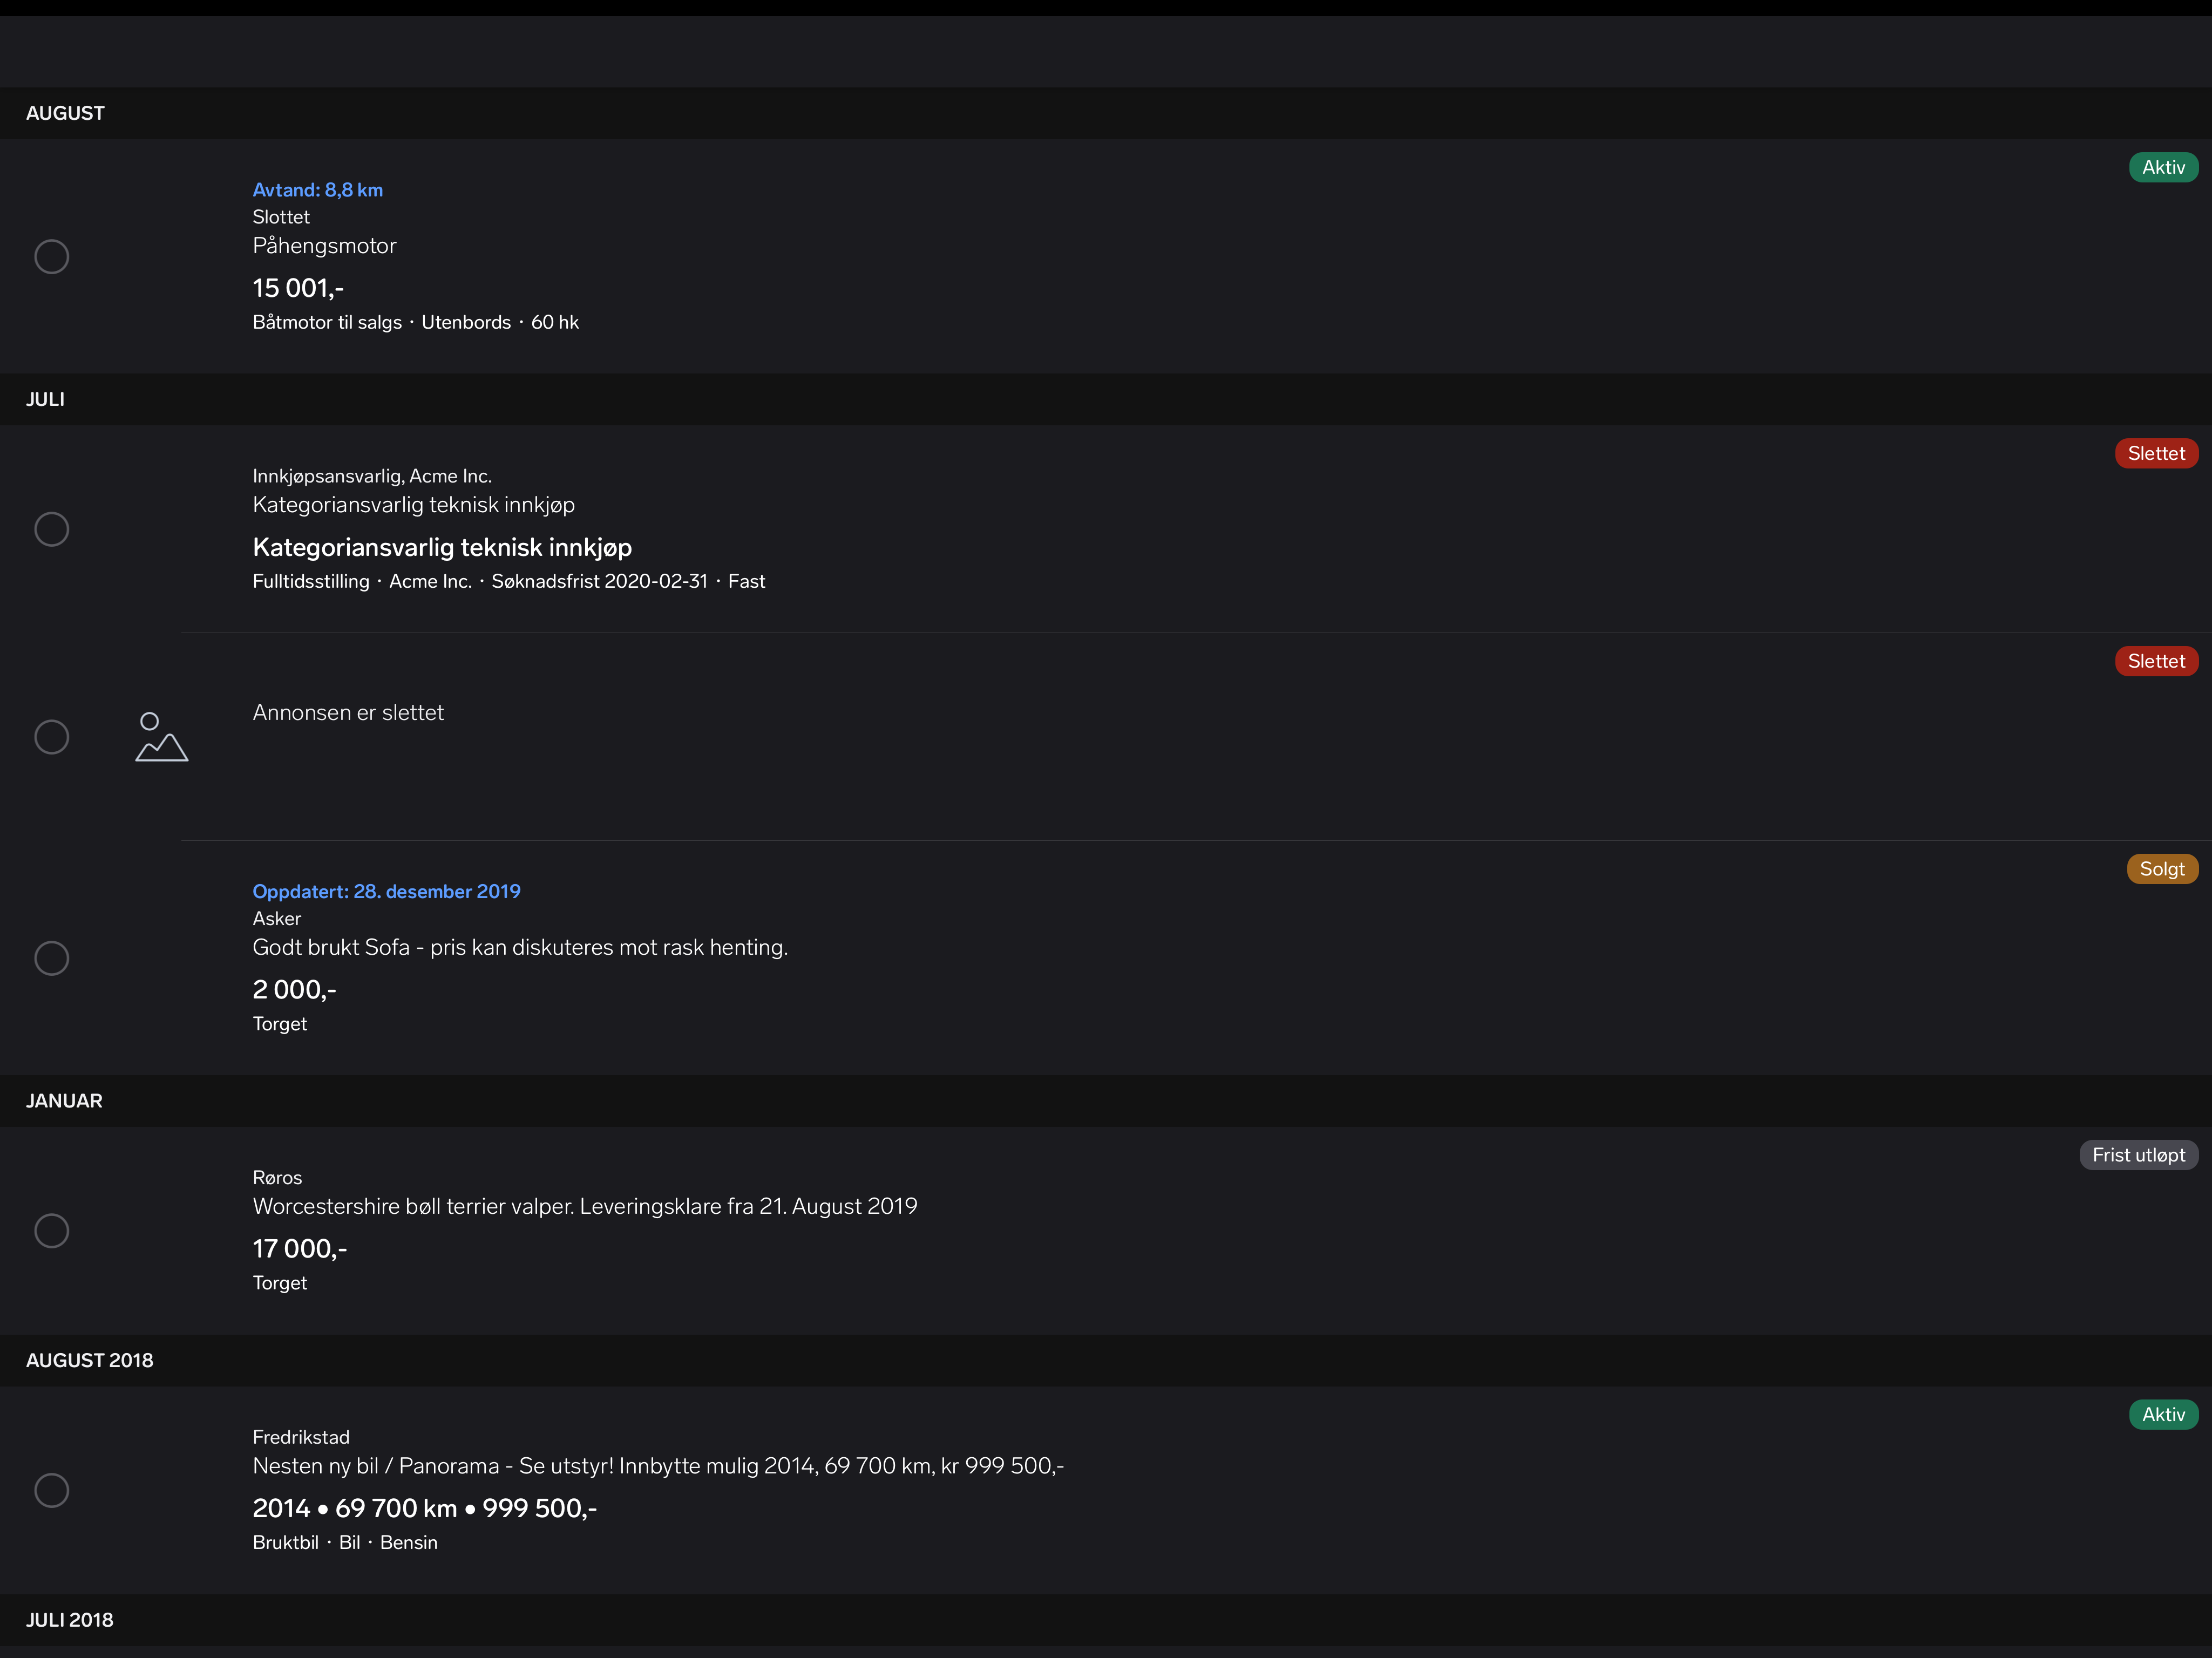 AUGUST
Aktiv
Avtand: 8,8 km
Slottet
Påhengsmotor
15 001,-
Båtmotor til salgs · Utenbords · 60 hk
JULI
Slettet
Innkjøpsansvarlig, Acme Inc.
Kategoriansvarlig teknisk innkjøp
Kategoriansvarlig teknisk innkjøp
Fulltidsstilling · Acme Inc. · Søknadsfrist 2020-02-31 · Fast
Slettet
Annonsen er slettet
Solgt
Oppdatert: 28. desember 2019
Asker
Godt brukt Sofa - pris kan diskuteres mot rask henting.
2 000,-
Torget
JANUAR
Frist utløpt
Røros
Worcestershire bøll terrier valper. Leveringsklare fra 21. August 2019
17 000,-
Torget
AUGUST 2018
Aktiv
Fredrikstad
Nesten ny bil / Panorama - Se utstyr! Innbytte mulig 2014, 69 700 km, kr 999 500,-
2014 • 69 700 km • 999 500,-
Bruktbil · Bil · Bensin
JULI 2018